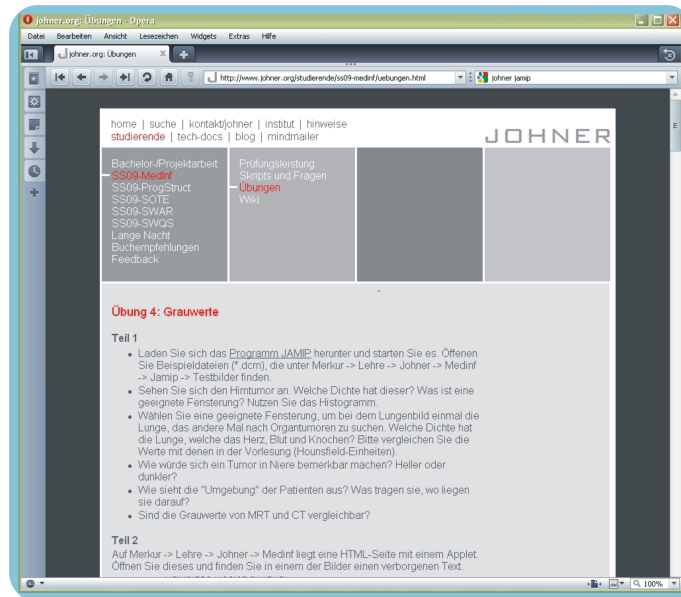 johner.org: Übungen - Opera
Datei Bearbeiten Ansicht Lesezeichen Widgets Extras Hilfe
johner.org: Übungen
http://www.johner.org/studierende/ss09-medinf/uebungen.html johner jamip
home | suche | kontakt/johner | institut | hinweise
studierende | tech-docs | blog | mindmailer
JOHNER
Bachelor-/Projektarbeit
SS09-MedInf
SS09-ProgStruct
SS09-SOTE
SS09-SWAR
SS09-SWQS
Lange Nacht
Buchempfehlungen
Feedback
Prüfungsleistung
Skripts und Fragen
Übungen
Wiki
Übung 4: Grauwerte
Teil 1
• Laden Sie sich das Programm JAMIP herunter und starten Sie es. Öffenen
Sie Beispieldateien (*.dcm), die unter Merkur -> Lehre -> Johner -> Medinf
-> Jamip -> Testbilder finden.
• Sehen Sie sich den Hirntumor an. Welche Dichte hat dieser? Was ist eine
geeignete Fensterung? Nutzen Sie das Histogramm.
• Wählen Sie eine geeignete Fensterung, um bei dem Lungenbild einmal die
Lunge, das andere Mal nach Organtumoren zu suchen. Welche Dichte hat
die Lunge, welche das Herz, Blut und Knochen? Bitte vergleichen Sie die
Werte mit denen in der Vorlesung (Hounsfield-Einheiten).
• Wie würde sich ein Tumor in Niere bemerkbar machen? Heller oder
dunkler?
• Wie sieht die "Umgebung" der Patienten aus? Was tragen sie, wo liegen
sie darauf?
• Sind die Grauwerte von MRT und CT vergleichbar?
Teil 2
Auf Merkur -> Lehre -> Johner -> Medinf liegt eine HTML-Seite mit einem Applet.
Öffnen Sie dieses und finden Sie in einem der Bilder einen verborgenen Text.
100%